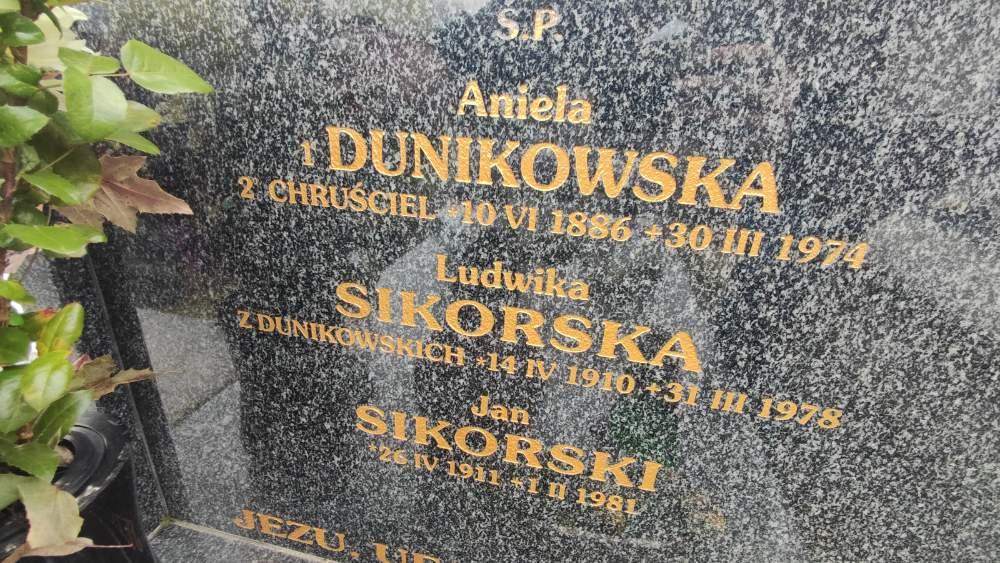 Ś.P.
Aniela
1 DUNIKOWSKA
2 CHRUŚCIEL *10 VI 1886 +30 III 1974
Ludwika
SIKORSKA
Z DUNIKOWSKICH *14 IV 1910 +31 III 1978
Jan
SIKORSKI
*26 IV 1911 +1 II 1981
JEZU,